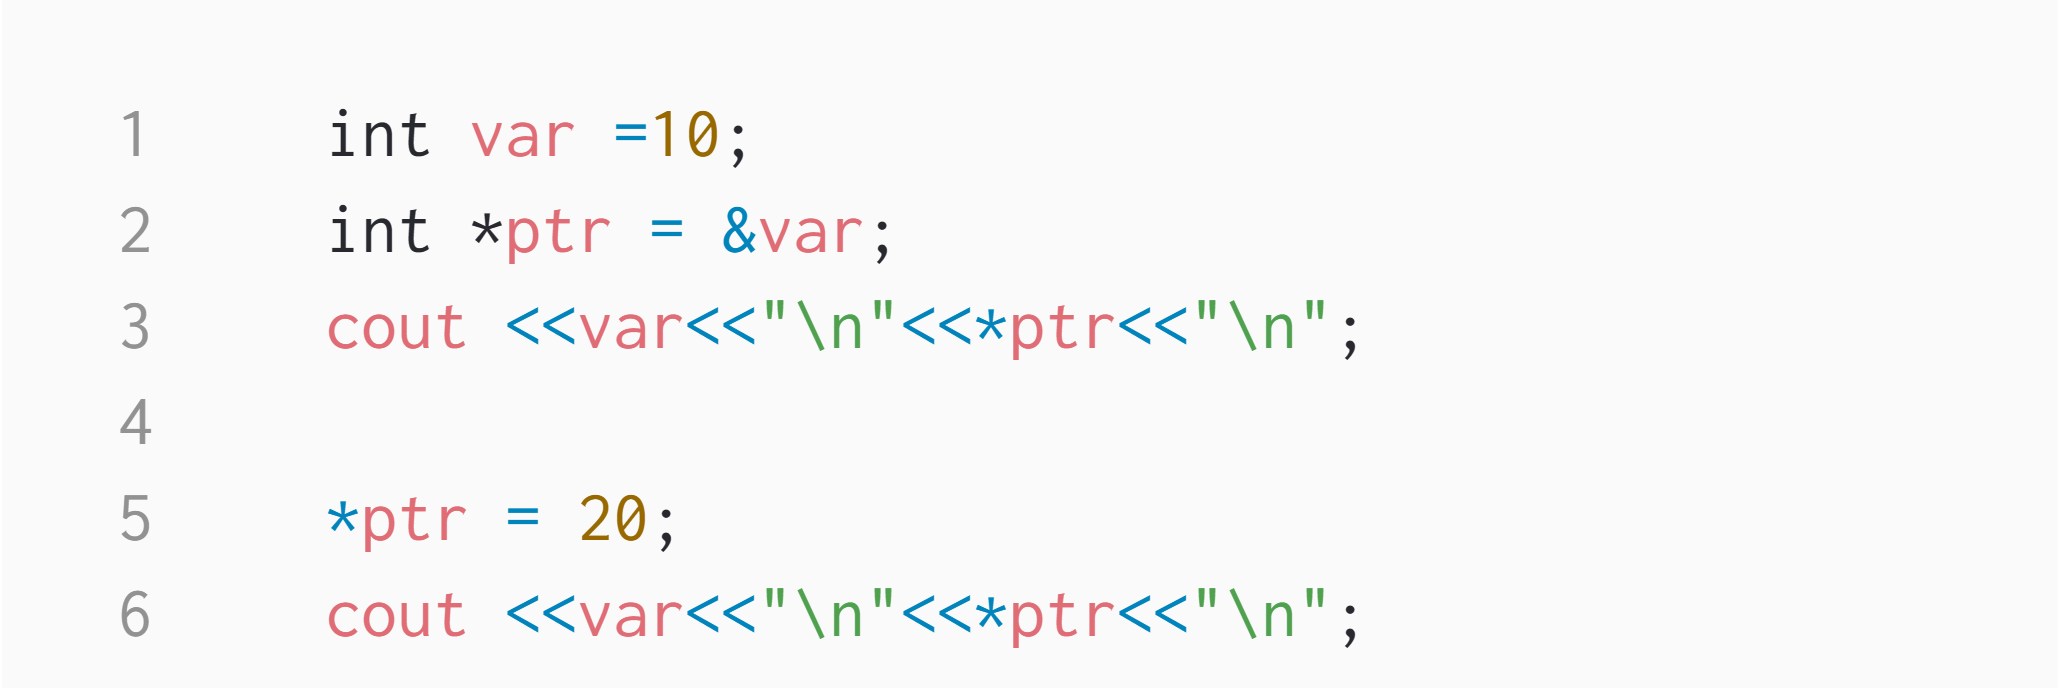 1 int var =10;
2 int *ptr = &var;
3 cout <<var<<"\n"<<*ptr<<"\n";
4
5 *ptr = 20;
6 cout <<var<<"\n"<<*ptr<<"\n";